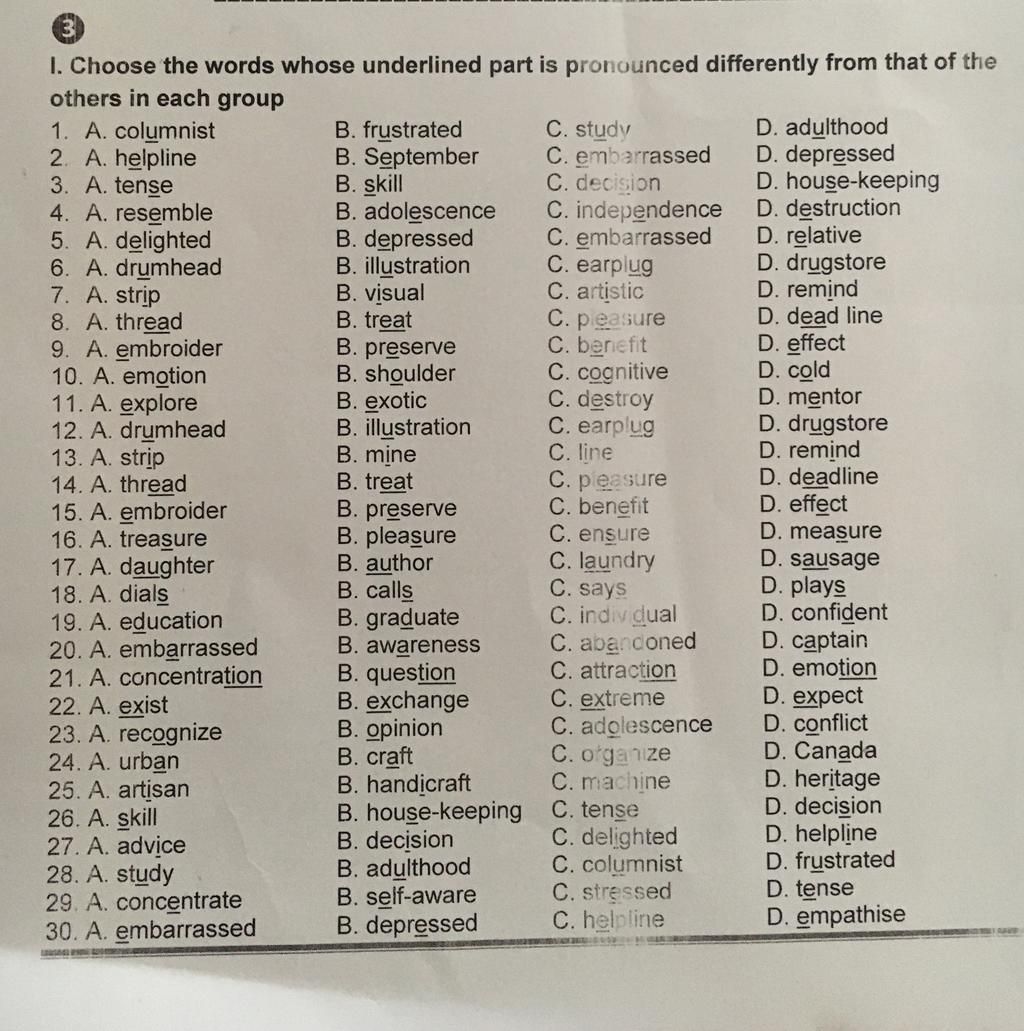 3
I. Choose the words whose underlined part is pronounced differently from that of the
others in each group
1. A. columnist B. frustrated C. study D. adulthood
2. A. helpline B. September C. embarrassed D. depressed
3. A. tense B. skill C. decision D. house-keeping
4. A. resemble B. adolescence C. independence D. destruction
5. A. delighted B. depressed C. embarrassed D. relative
6. A. drumhead B. illustration C. earplug D. drugstore
7. A. strip B. visual C. artistic D. remind
8. A. thread B. treat C. pleasure D. dead line
9. A. embroider B. preserve C. benefit D. effect
10. A. emotion B. shoulder C. cognitive D. cold
11. A. explore B. exotic C. destroy D. mentor
12. A. drumhead B. illustration C. earplug D. drugstore
13. A. strip B. mine C. line D. remind
14. A. thread B. treat C. pleasure D. deadline
15. A. embroider B. preserve C. benefit D. effect
16. A. treasure B. pleasure C. ensure D. measure
17. A. daughter B. author C. laundry D. sausage
18. A. dials B. calls C. says D. plays
19. A. education B. graduate C. individual D. confident
20. A. embarrassed B. awareness C. abandoned D. captain
21. A. concentration B. question C. attraction D. emotion
22. A. exist B. exchange C. extreme D. expect
23. A. recognize B. opinion C. adolescence D. conflict
24. A. urban B. craft C. organize D. Canada
25. A. artisan B. handicraft C. machine D. heritage
26. A. skill B. house-keeping C. tense D. decision
27. A. advice B. decision C. delighted D. helpline
28. A. study B. adulthood C. columnist D. frustrated
29. A. concentrate B. self-aware C. stressed D. tense
30. A. embarrassed B. depressed C. helpline D. empathise